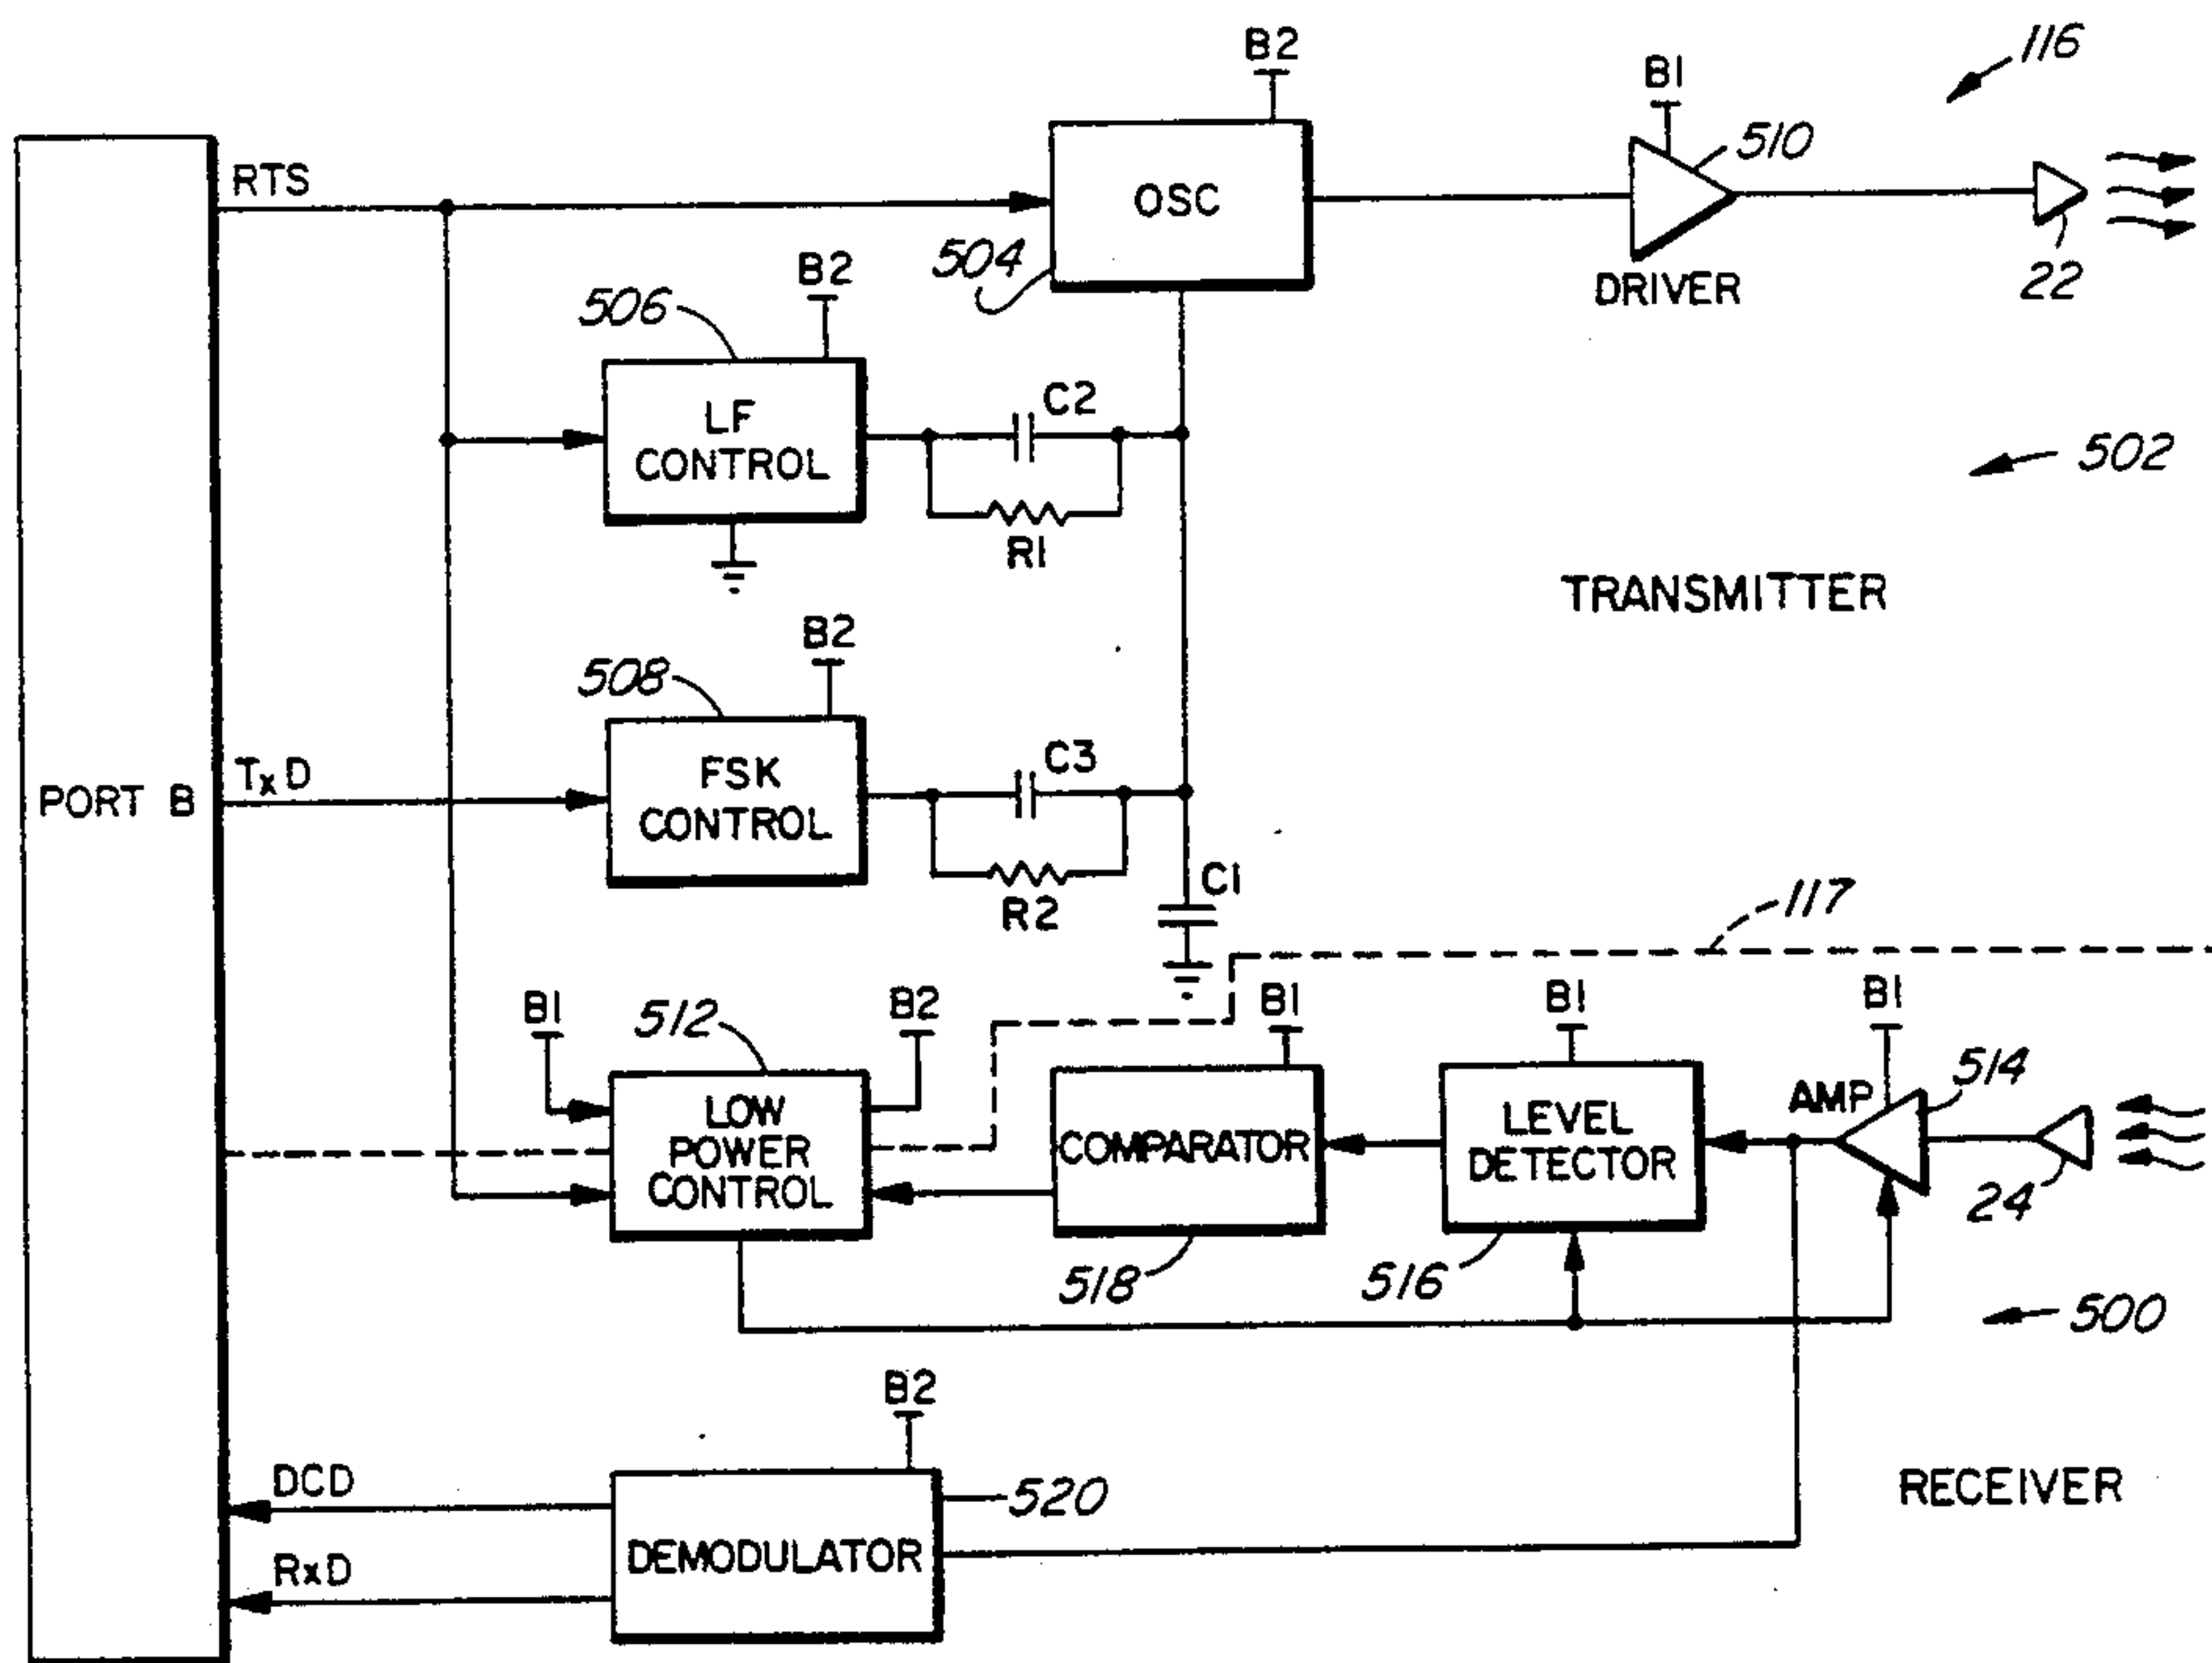 B2
B1
116
RTS
OSC
510
504
DRIVER
22
506
B2
LF
CONTROL
C2
R1
502
TRANSMITTER
508
B2
PORT B
TxD
FSK
CONTROL
C3
R2
C1
117
B1
512
B2
B1
B1
B1
LOW
POWER
CONTROL
COMPARATOR
LEVEL
DETECTOR
AMP
514
24
518
516
500
B2
DCD
520
RECEIVER
DEMODULATOR
RxD